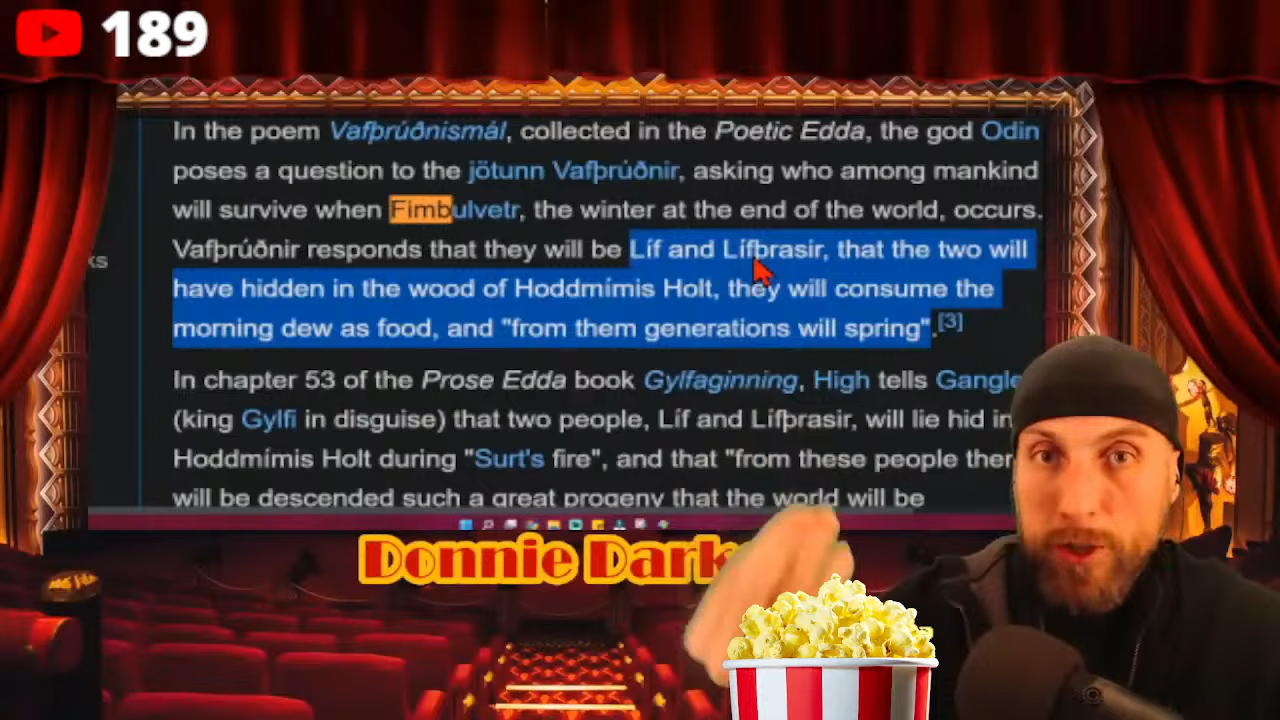 189
In the poem Vafþrúðnismál, collected in the Poetic Edda, the god Odin
poses a question to the jötunn Vafþrúðnir, asking who among mankind
will survive when Fimbulvetr, the winter at the end of the world, occurs.
Vafþrúðnir responds that they will be Líf and Lífþrasir, that the two will
ks
have hidden in the wood of Hoddmímis Holt, they will consume the
morning dew as food, and "from them generations will spring".[3]
In chapter 53 of the Prose Edda book Gylfaginning, High tells Gangle
(king Gylfi in disguise) that two people, Líf and Lífþrasir, will lie hid in
Hoddmímis Holt during "Surt's fire", and that "from these people ther
will be descended such a great progeny that the world will be
Donnie Dark